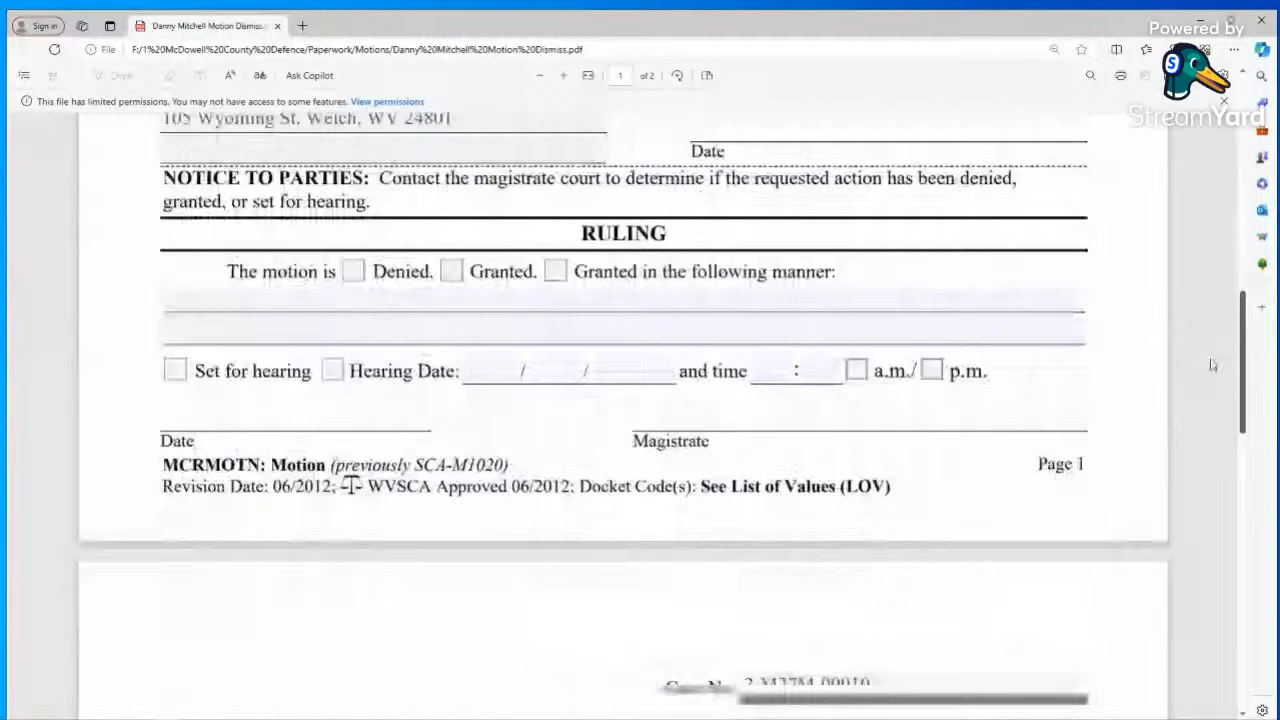 Powered by
StreamYard
Sign in
Danny Mitchell Motion Dismiss
File
F:/1%20McDowell%20County%20Defence/Paperwork/Motions/Danny%20Mitchell%20Motion%20Dismiss.pdf
Draw
Ask Copilot
1 of 2
This file has limited permissions. You may not have access to some features. View permissions
105 Wyoming St. Welch, WV 24801
Date
NOTICE TO PARTIES: Contact the magistrate court to determine if the requested action has been denied,
granted, or set for hearing.
RULING
The motion is Denied. Granted. Granted in the following manner:
Set for hearing Hearing Date: / / and time : a.m./ p.m.
Date
Magistrate
MCRMOTN: Motion (previously SCA-M1020)
Page 1
Revision Date: 06/2012; WVSCA Approved 06/2012; Docket Code(s): See List of Values (LOV)